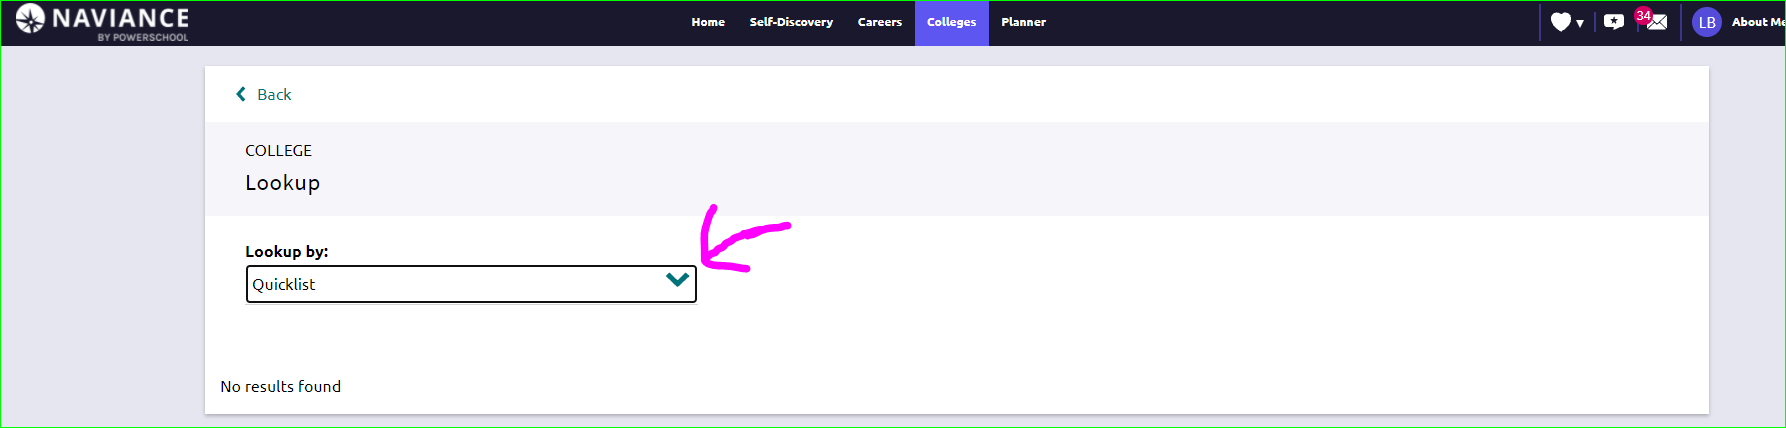 NAVIANCE
BY POWERSCHOOL
Home Self-Discovery Careers Colleges Planner
34
LB About Me
Back
COLLEGE
Lookup
Lookup by:
Quicklist
No results found